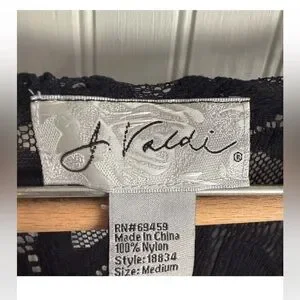 J. Valdi ®
RN#69459
Made in China
100% Nylon
Style: 18834
Size: Medium